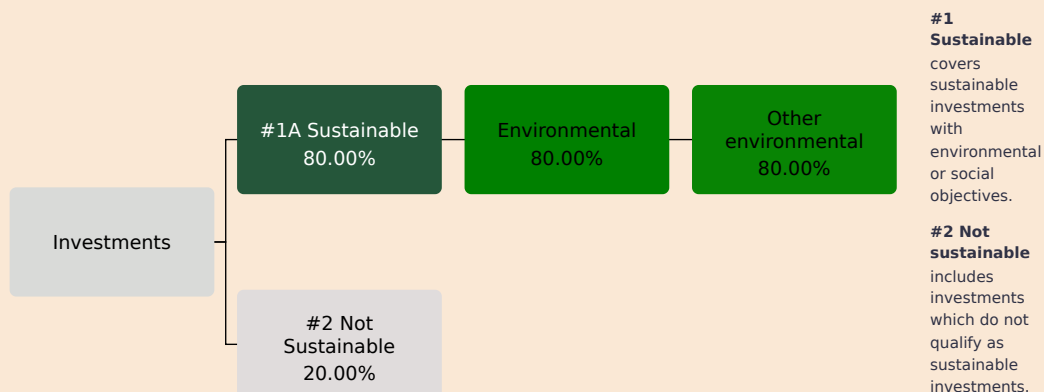 #1A Sustainable
80.00%
Environmental
80.00%
Other
environmental
80.00%
Investments
#2 Not
Sustainable
20.00%
#1
Sustainable
covers
sustainable
investments
with
environmental
or social
objectives.
#2 Not
sustainable
includes
investments
which do not
qualify as
sustainable
investments.